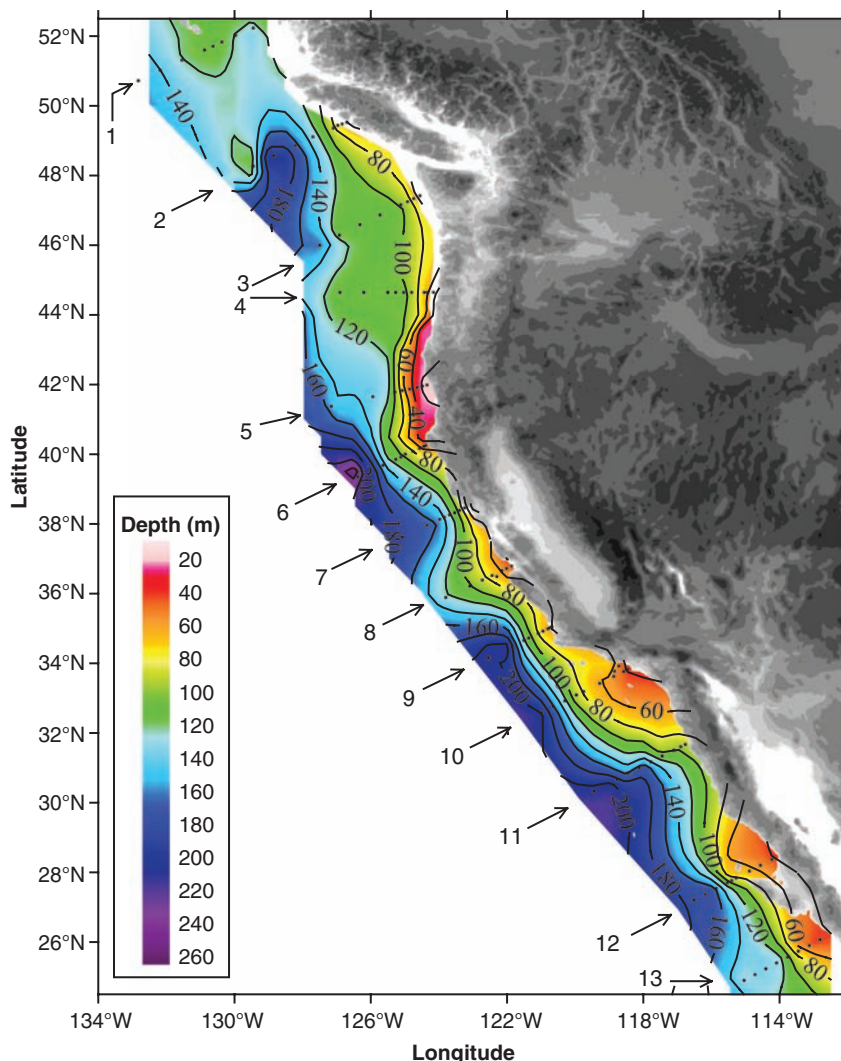 52°N
50°N
48°N
46°N
44°N
42°N
40°N
38°N
36°N
34°N
32°N
30°N
28°N
26°N
Latitude
134°W
130°W
126°W
122°W
118°W
114°W
Longitude
Depth (m)
20
40
60
80
100
120
140
160
180
200
220
240
260
1
2
3
4
5
6
7
8
9
10
11
12
13
140
180
140
80
100
120
60
40
160
80
200
140
180
100
80
160
200
100
80
60
200
140
100
180
160
120
60
80